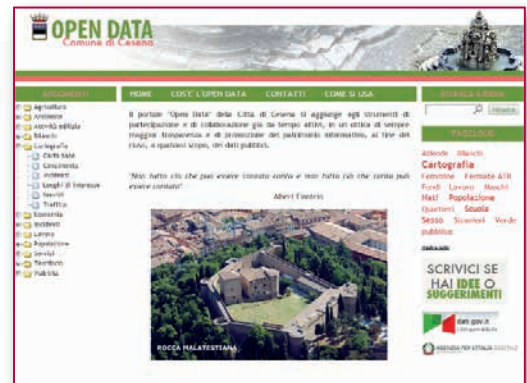 OPEN DATA
Comune di Cesena
ARGOMENTI
Agricoltura
Ambiente
Attività edilizia
Bilancio
Cartografia
Carta base
Censimento
Incidenti
Luoghi di Interesse
Servizi
Traffico
Economia
Incidenti
Lavoro
Popolazione
Servizi
Territorio
Viabilità
HOME COS'E' L'OPEN DATA CONTATTI COME SI USA
Il portale "Open Data" della Città di Cesena si aggiunge agli strumenti di
partecipazione e di collaborazione già da tempo attivi, in un ottica di sempre
maggior trasparenza e di promozione del patrimonio informativo, al fine del
riuso, a qualsiasi scopo, dei dati pubblici.
"Non tutto ciò che può essere contato conta e non tutto ciò che conta può
essere contato"
Albert Einstein
ROCCA MALATESTIANA
RICERCA LIBERA
Ricerca
TAGCLOUD
Aziende Bilanci
Cartografia
Femmine Fermate ATR
Fondi Lavoro Maschi
Nati Popolazione
Quartieri Scuola
Sesso Stranieri Verde
pubblico
SCRIVICI SE
HAI IDEE O
SUGGERIMENTI
dati.gov.it
AGENZIA PER L'ITALIA DIGITALE